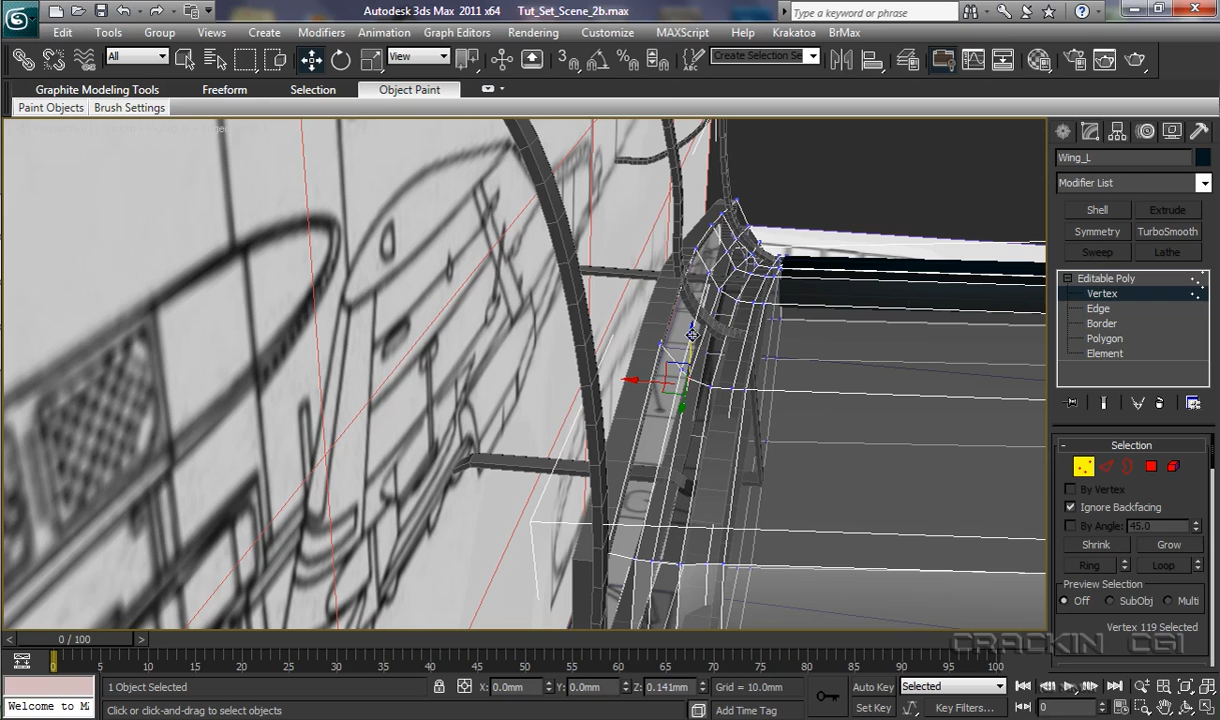 Autodesk 3ds Max 2011 x64 Tut_Set_Scene_2b.max
Type a keyword or phrase
Edit Tools Group Views Create Modifiers Animation Graph Editors Rendering Customize MAXScript Help Krakatoa BrMax
All View Create Selection Se
Graphite Modeling Tools Freeform Selection Object Paint
Paint Objects Brush Settings
Wing_L
Modifier List
Shell Extrude
Symmetry TurboSmooth
Sweep Lathe
Editable Poly
Vertex
Edge
Border
Polygon
Element
Selection
By Vertex
Ignore Backfacing
By Angle: 45.0
Shrink Grow
Ring Loop
Preview Selection
Off SubObj Multi
Vertex 119 Selected
CRACKIN CGI
< 0 / 100 >
0 5 10 15 20 25 30 35 40 45 50 55 60 65 70 75 80 85 90 95 100
1 Object Selected X: 0.0mm Y: 0.0mm Z: 0.141mm Grid = 10.0mm Auto Key Selected
Welcome to M Click or click-and-drag to select objects Add Time Tag Set Key Key Filters... 0